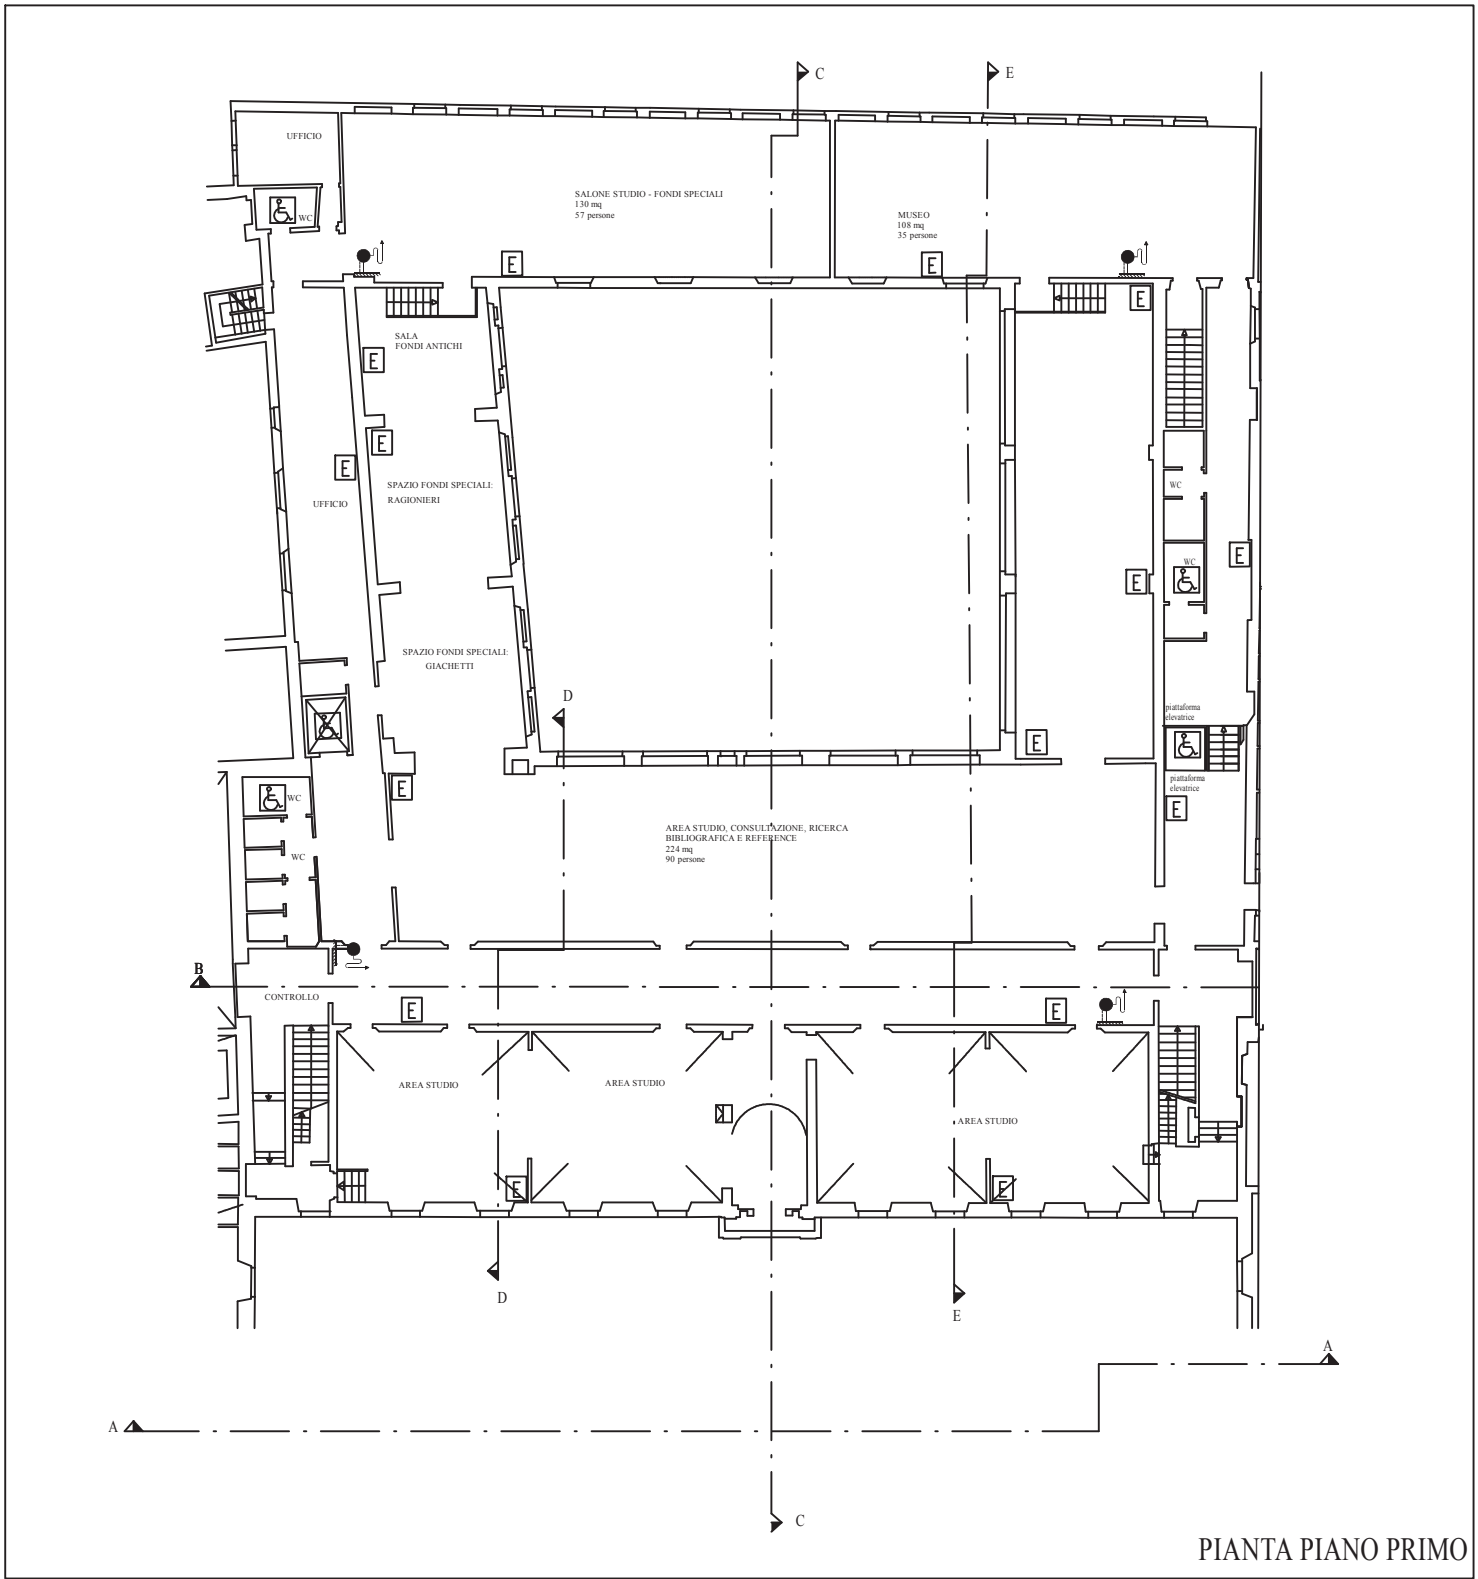 C
E
UFFICIO
SALONE STUDIO - FONDI SPECIALI
130 mq
57 persone
WC
MUSEO
108 mq
35 persone
E
E
E
SALA
FONDI ANTICHI
E
E
E
SPAZIO FONDI SPECIALI:
RAGIONIERI
UFFICIO
WC
E
WC
E
SPAZIO FONDI SPECIALI:
GIACHETTI
D
piattaforma
elevatrice
E
piattaforma
elevatrice
E
E
WC
AREA STUDIO, CONSULTAZIONE, RICERCA
BIBLIOGRAFICA E REFERENCE
224 mq
90 persone
WC
B
CONTROLLO
E
E
AREA STUDIO
AREA STUDIO
AREA STUDIO
E
E
D
E
A
A
C
PIANTA PIANO PRIMO